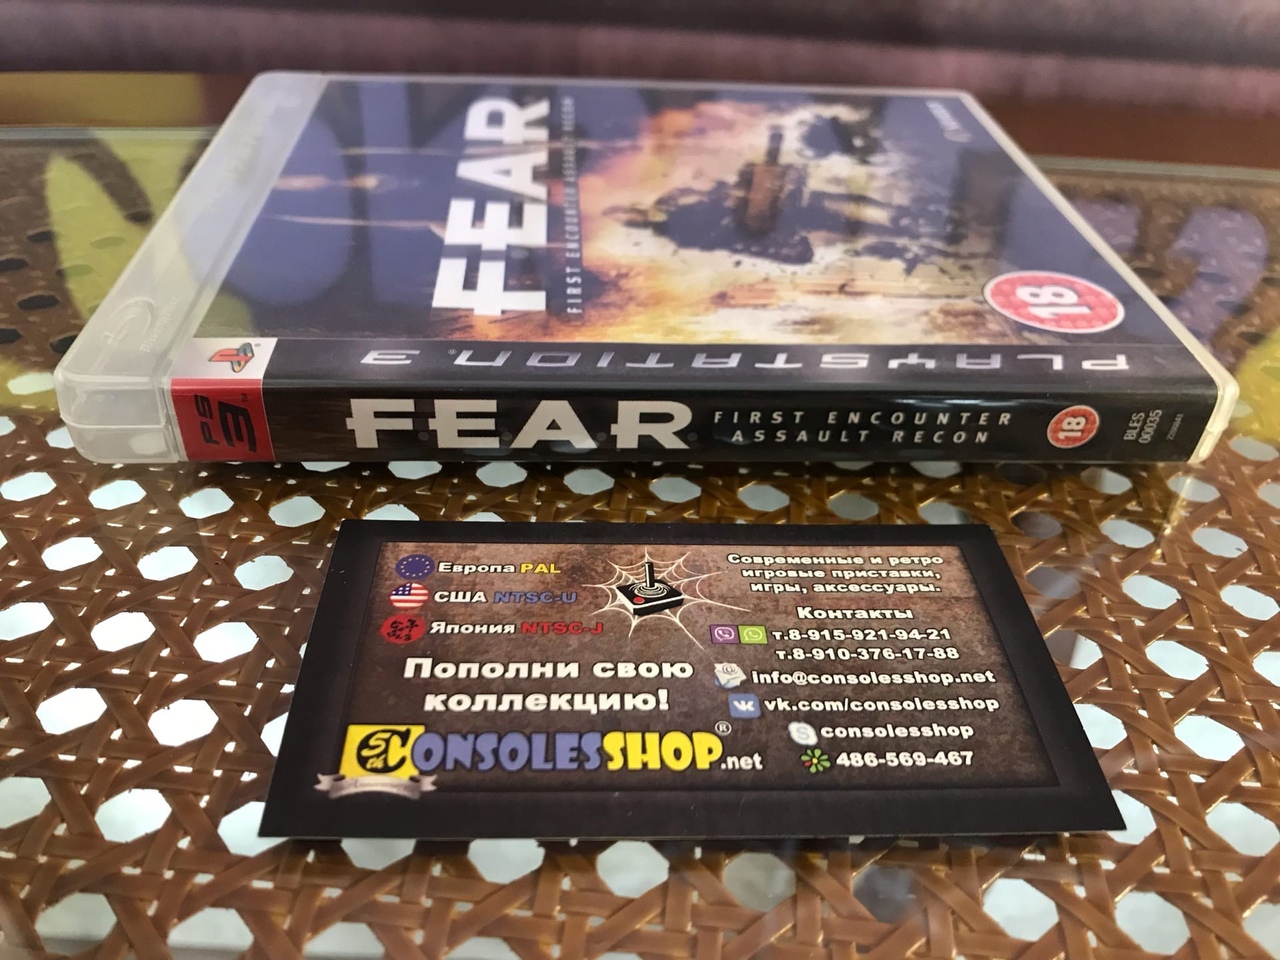 F.E.A.R
FIRST ENCOUNTER ASSAULT RECON
18
PLAYSTATION 3
PS3
F.E.A.R.
FIRST ENCOUNTER
ASSAULT RECON
18
BLES
00035
Европа PAL
США NTSC-U
Япония NTSC-J
Пополни свою
коллекцию!
CONSOLESSHOP®.net
Современные и ретро
игровые приставки,
игры, аксессуары.
Контакты
т.8-915-921-94-21
т.8-910-376-17-88
info@consolesshop.net
vk.com/consolesshop
consolesshop
486-569-467